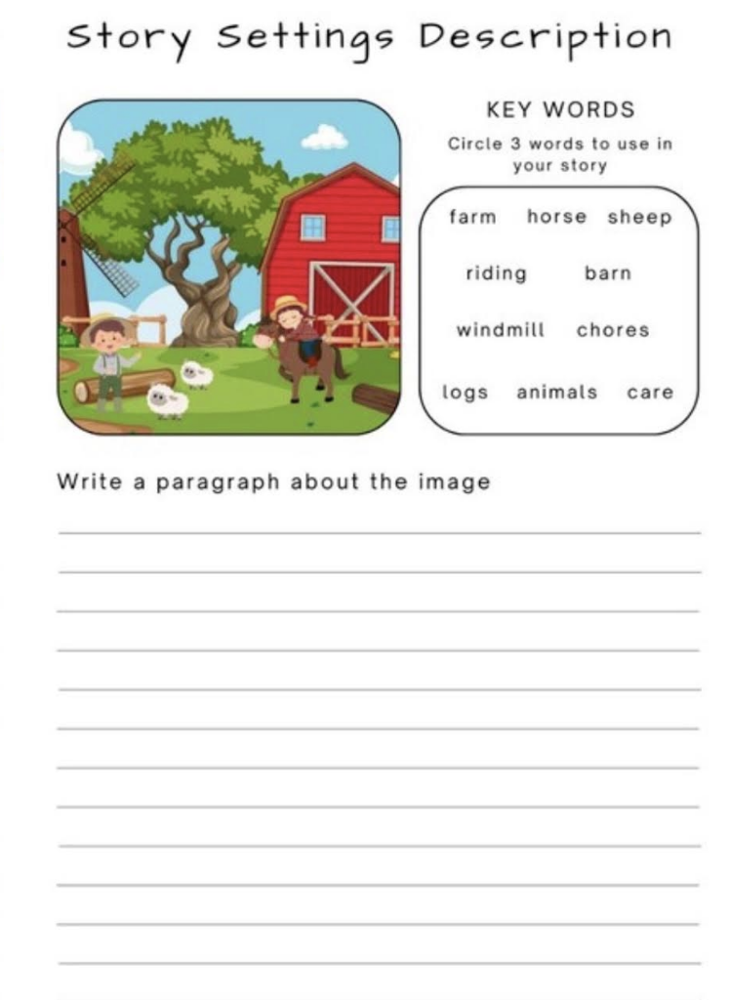 Story Settings Description
KEY WORDS
Circle 3 words to use in
your story
farm horse sheep
riding barn
windmill chores
logs animals care
Write a paragraph about the image